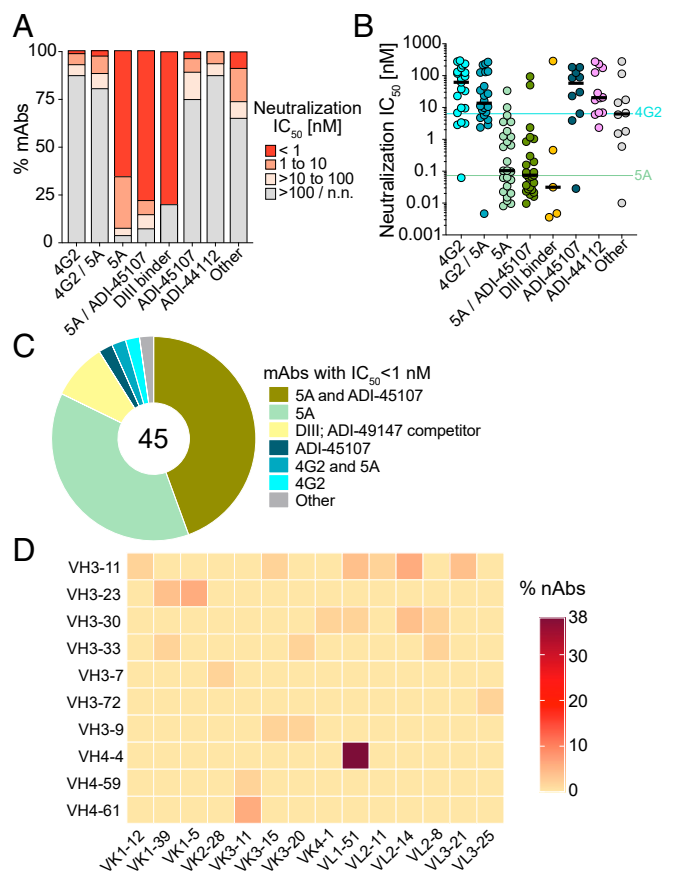 A
% mAbs
100
75
50
25
0
4G2
4G2 / 5A
5A
5A / ADI-45107
DIII binder
ADI-45107
ADI-44112
Other
Neutralization
IC50 [nM]
< 1
1 to 10
>10 to 100
>100 / n.n.
B
Neutralization IC50 [nM]
1000
100
10
1
0.1
0.01
0.001
4G2
5A
4G2
4G2 / 5A
5A
5A / ADI-45107
DIII binder
ADI-45107
ADI-44112
Other
C
45
mAbs with IC50<1 nM
5A and ADI-45107
5A
DIII; ADI-49147 competitor
ADI-45107
4G2 and 5A
4G2
Other
D
VH3-11
VH3-23
VH3-30
VH3-33
VH3-7
VH3-72
VH3-9
VH4-4
VH4-59
VH4-61
VK1-12
VK1-39
VK1-5
VK2-28
VK3-11
VK3-15
VK3-20
VK4-1
VL1-51
VL2-11
VL2-14
VL2-8
VL3-21
VL3-25
% nAbs
38
30
20
10
0